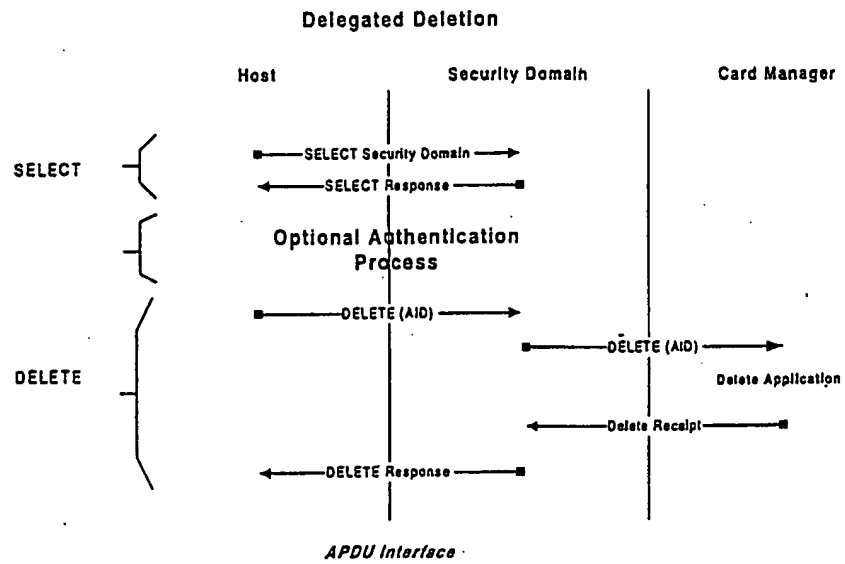 Delegated Deletion
Host Security Domain Card Manager
SELECT
SELECT Security Domain
SELECT Response
Optional Authentication
Process
DELETE
DELETE (AID)
DELETE (AID)
Delete Application
Delete Receipt
DELETE Response
APDU Interface